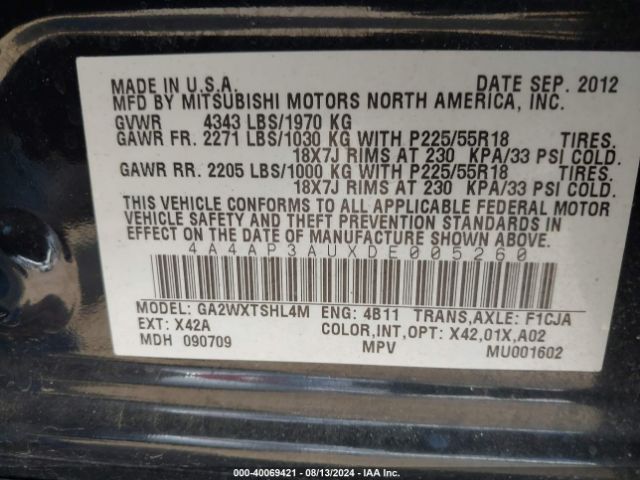 MADE IN U.S.A. DATE SEP. 2012
MFD BY MITSUBISHI MOTORS NORTH AMERICA, INC.
GVWR 4343 LBS/1970 KG
GAWR FR. 2271 LBS/1030 KG WITH P225/55R18 TIRES.
18X7J RIMS AT 230 KPA/33 PSI COLD.
GAWR RR. 2205 LBS/1000 KG WITH P225/55R18 TIRES.
18X7J RIMS AT 230 KPA/33 PSI COLD.
THIS VEHICLE CONFORMS TO ALL APPLICABLE FEDERAL MOTOR
VEHICLE SAFETY AND THEFT PREVENTION STANDARDS IN
EFFECT ON THE DATE OF MANUFACTURE SHOWN ABOVE.
4A4AP3AUXDE005260
MODEL: GA2WXTSHL4M ENG: 4B11 TRANS,AXLE: F1CJA
EXT: X42A COLOR,INT,OPT: X42,01X,A02
MDH 090709 MPV MU001602
000-40069421 - 08/13/2024 - IAA Inc.